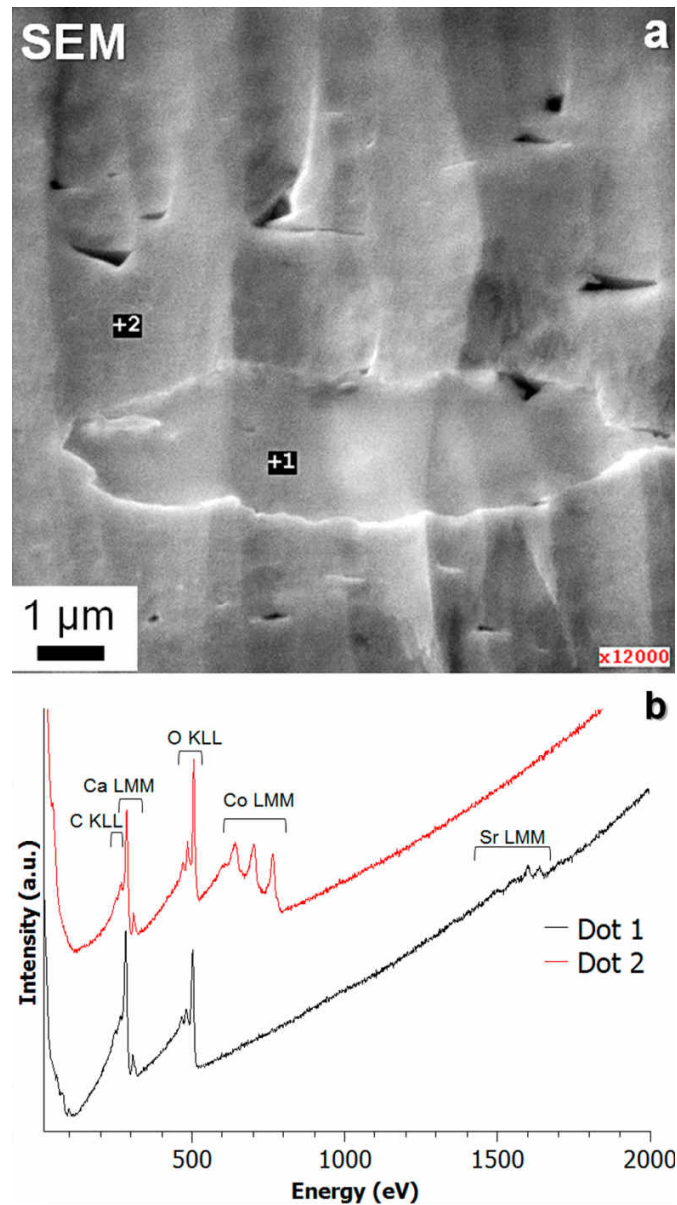 SEM
a
+2
+1
1 µm
x12000
b
O KLL
Ca LMM
C KLL
Co LMM
Sr LMM
Dot 1
Dot 2
Intensity (a.u.)
500
1000
1500
2000
Energy (eV)